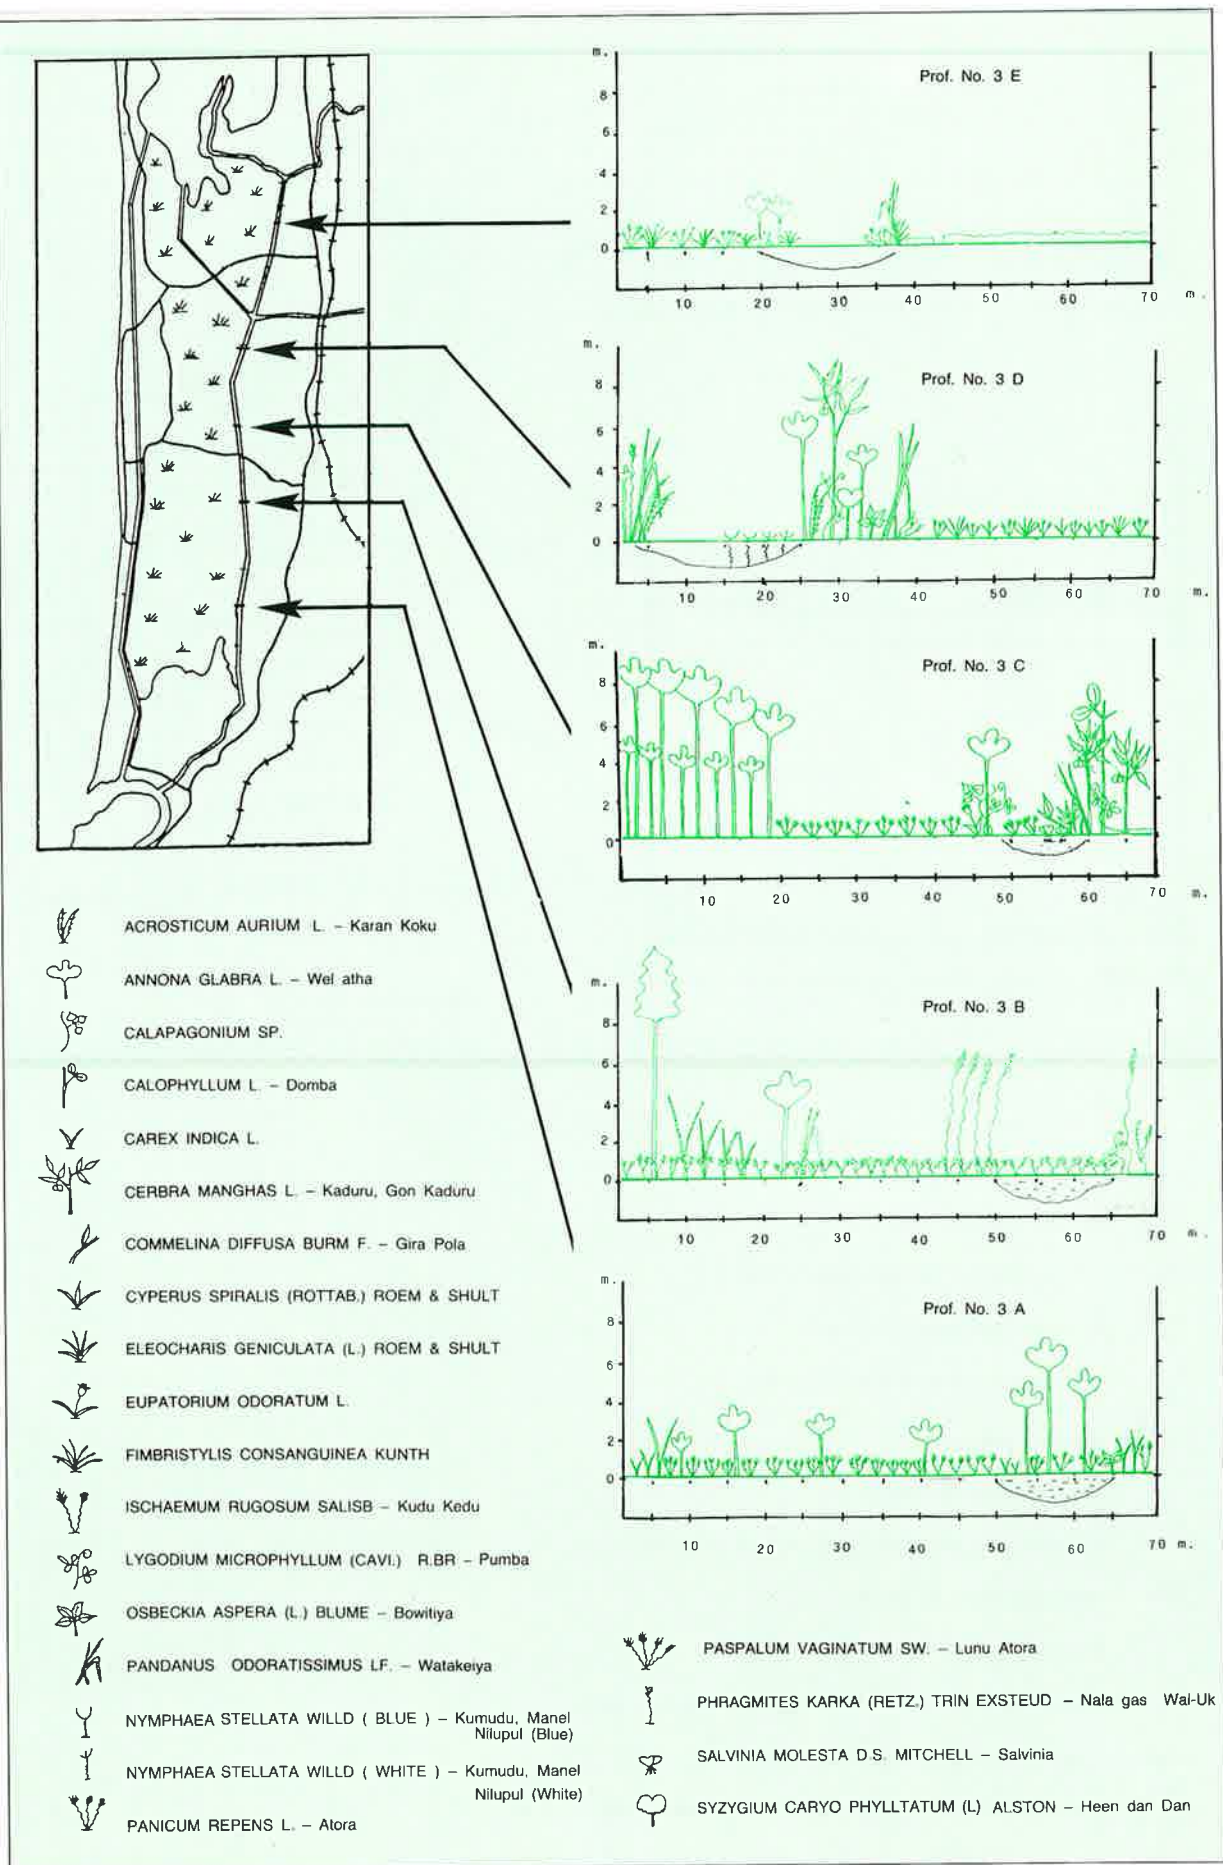 m.
Prof. No. 3 E
8
6
4
2
0
10 20 30 40 50 60 70 m.
m.
Prof. No. 3 D
8
6
4
2
0
10 20 30 40 50 60 70 m.
m.
Prof. No. 3 C
8
6
4
2
0
10 20 30 40 50 60 70 m.
m.
Prof. No. 3 B
8
6
4
2
0
10 20 30 40 50 60 70 m.
m.
Prof. No. 3 A
8
6
4
2
0
10 20 30 40 50 60 70 m.
ACROSTICUM AURIUM L. – Karan Koku
ANNONA GLABRA L. – Wel atha
CALAPAGONIUM SP.
CALOPHYLLUM L. – Domba
CAREX INDICA L.
CERBRA MANGHAS L. – Kaduru, Gon Kaduru
COMMELINA DIFFUSA BURM F. – Gira Pola
CYPERUS SPIRALIS (ROTTAB.) ROEM & SHULT
ELEOCHARIS GENICULATA (L.) ROEM & SHULT
EUPATORIUM ODORATUM L.
FIMBRISTYLIS CONSANGUINEA KUNTH
ISCHAEMUM RUGOSUM SALISB – Kudu Kedu
LYGODIUM MICROPHYLLUM (CAVI.) R.BR – Pumba
OSBECKIA ASPERA (L.) BLUME – Bowitiya
PANDANUS ODORATISSIMUS LF. – Watakeiya
NYMPHAEA STELLATA WILLD ( BLUE ) – Kumudu, Manel
Nilupul (Blue)
NYMPHAEA STELLATA WILLD ( WHITE ) – Kumudu, Manel
Nilupul (White)
PANICUM REPENS L. – Atora
PASPALUM VAGINATUM SW. – Lunu Atora
PHRAGMITES KARKA (RETZ.) TRIN EXSTEUD – Nala gas Wal-Uk
SALVINIA MOLESTA D.S. MITCHELL – Salvinia
SYZYGIUM CARYO PHYLLTATUM (L) ALSTON – Heen dan Dan